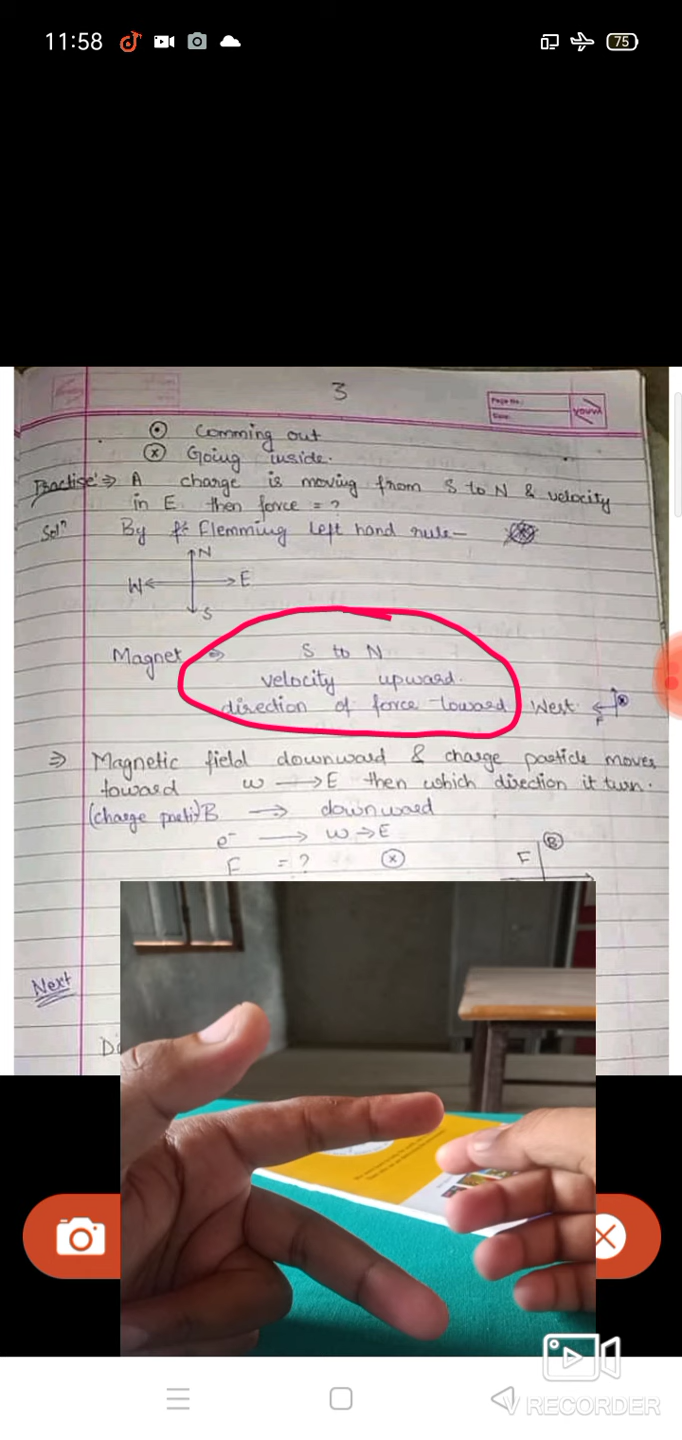 11:58
75
3
Page No.:
Date:
YOUVA
Comming out
Going inside.
Practise ⇒ A charge is moving from S to N & velocity
in E then force = ?
Solⁿ By Flemming left hand rule-
N
W E
S
Magnet ⇒ S to N
velocity upward.
direction of force toward West
F
⇒ Magnetic field downward & charge particle moves
toward W → E then which direction it turn.
B → downward
e⁻ → W → E
F = ?
F B
Next
RECORDER